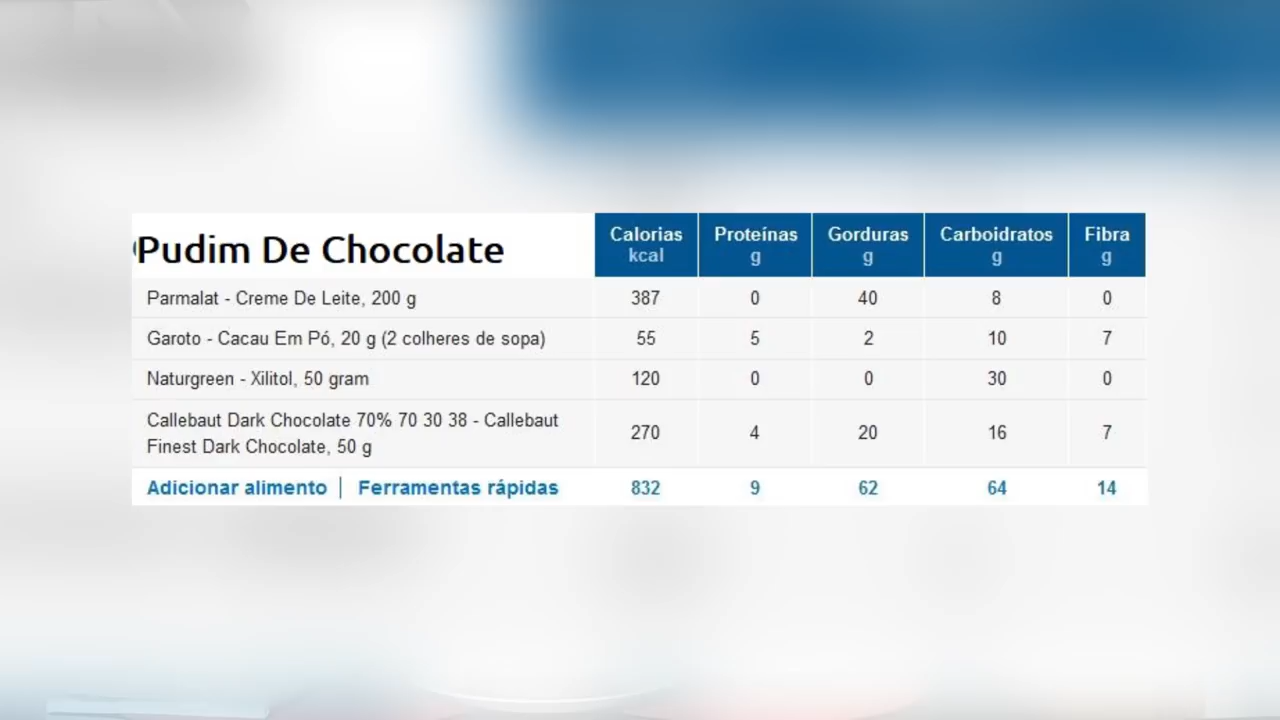 Pudim De Chocolate
Calorias Proteínas Gorduras Carboidratos Fibra
kcal g g g g
Parmalat - Creme De Leite, 200 g 387 0 40 8 0
Garoto - Cacau Em Pó, 20 g (2 colheres de sopa) 55 5 2 10 7
Naturgreen - Xilitol, 50 gram 120 0 0 30 0
Callebaut Dark Chocolate 70% 70 30 38 - Callebaut
Finest Dark Chocolate, 50 g 270 4 20 16 7
Adicionar alimento | Ferramentas rápidas 832 9 62 64 14